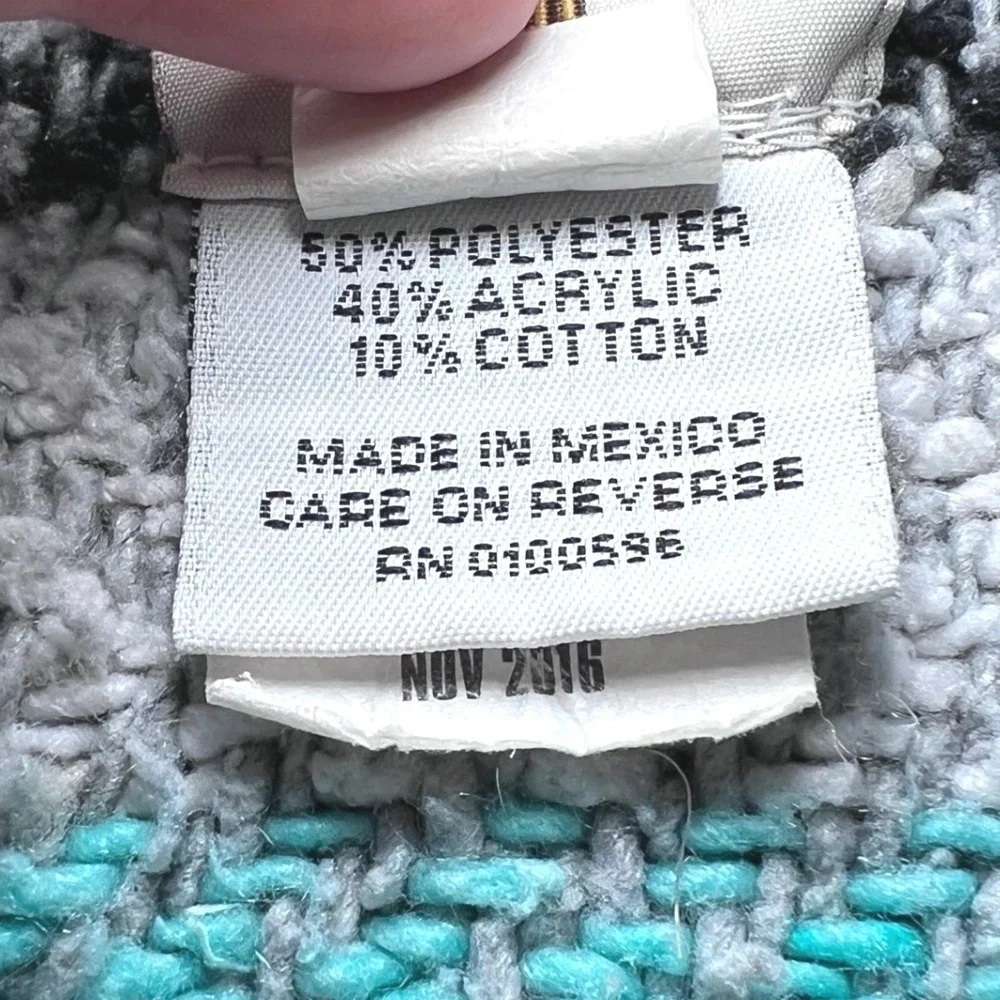 50% POLYESTER
40% ACRYLIC
10% COTTON
MADE IN MEXICO
CARE ON REVERSE
RN 0100596
NOV 2016